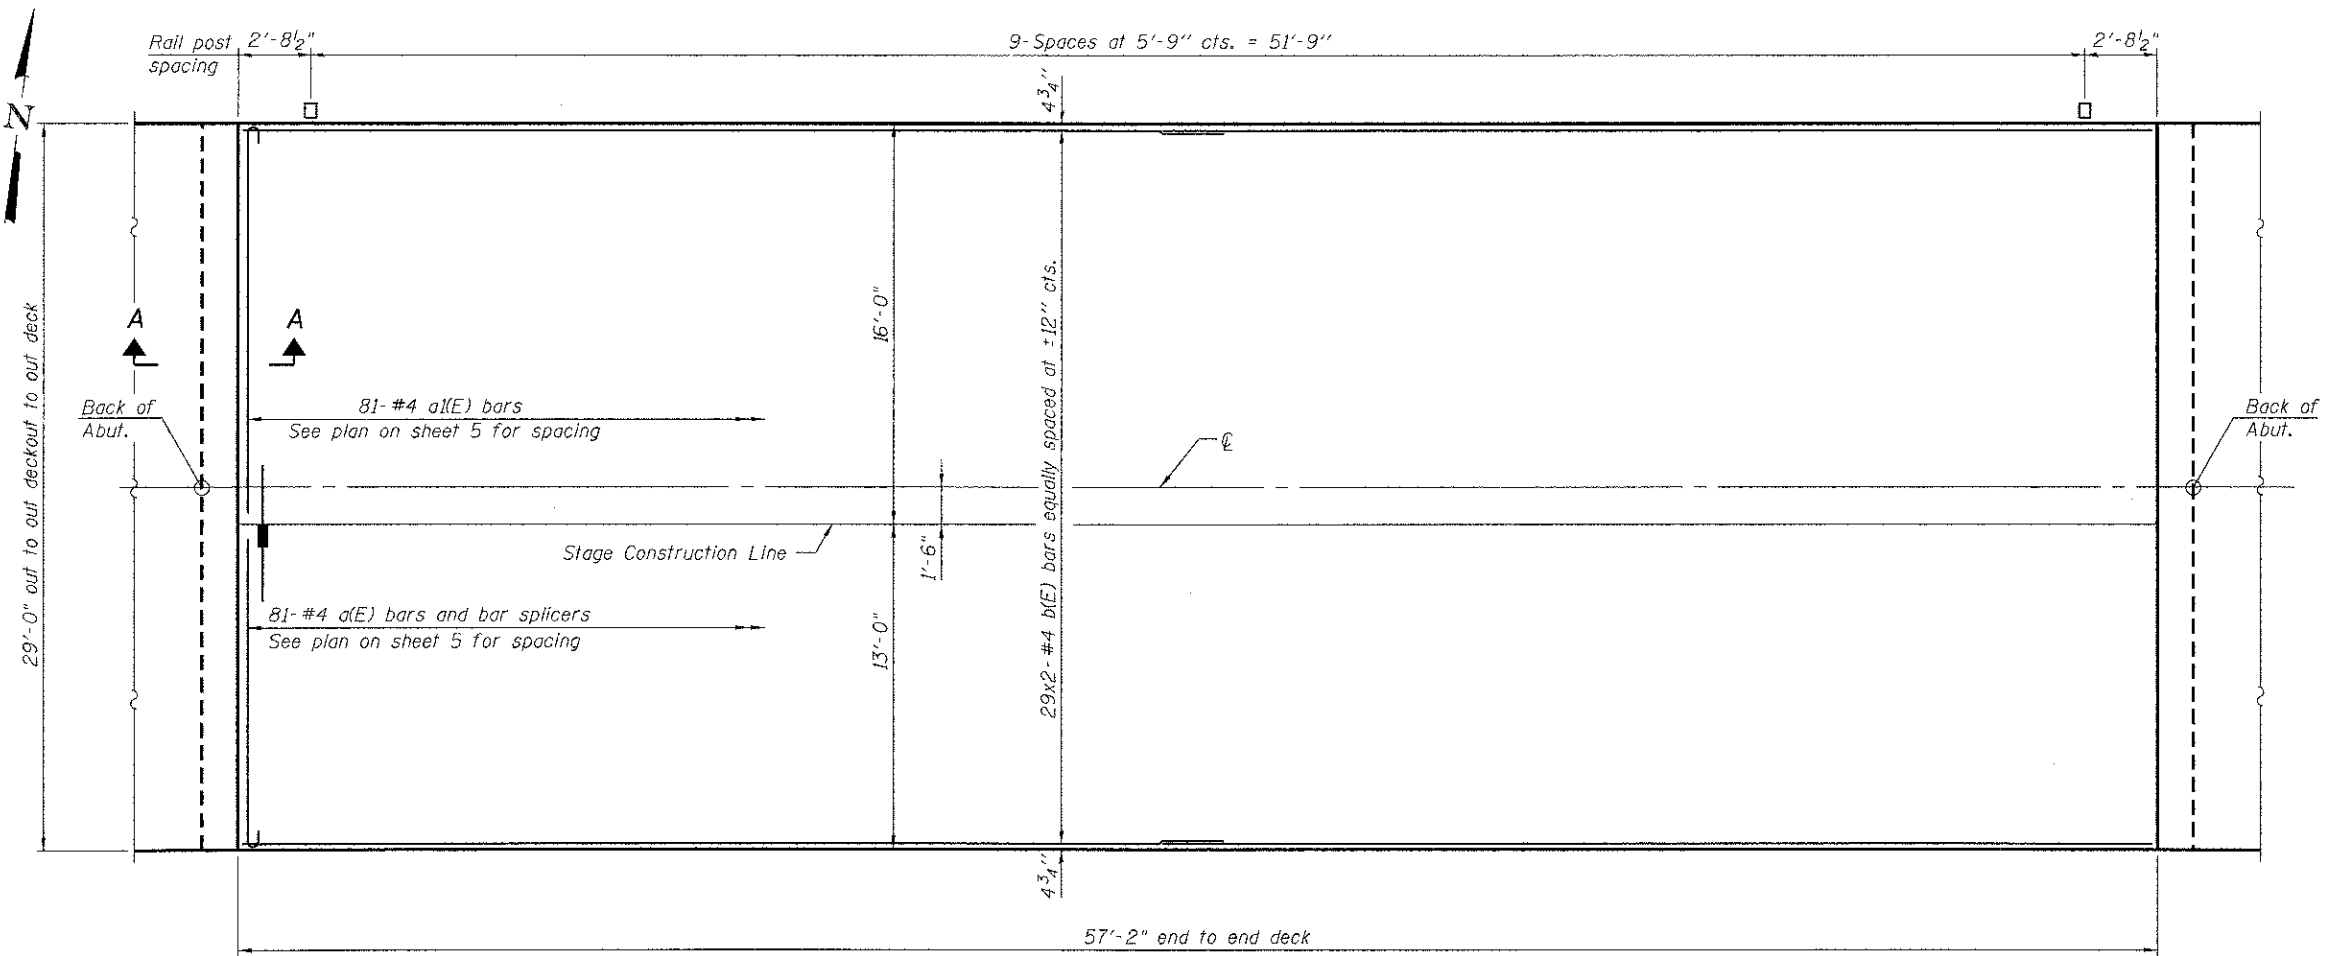 Rail post
spacing
2'-8½"
9-Spaces at 5'-9" cts. = 51'-9"
2'-8½"
N
4¾"
29'-0" out to out deckout to out deck
16'-0"
29x2-#4 b(E) bars equally spaced at ±12" cts.
A
A
Back of
Abut.
81-#4 a1(E) bars
See plan on sheet 5 for spacing
℄
Back of
Abut.
Stage Construction Line
1'-6"
81-#4 a(E) bars and bar splicers
See plan on sheet 5 for spacing
13'-0"
4¾"
57'-2" end to end deck